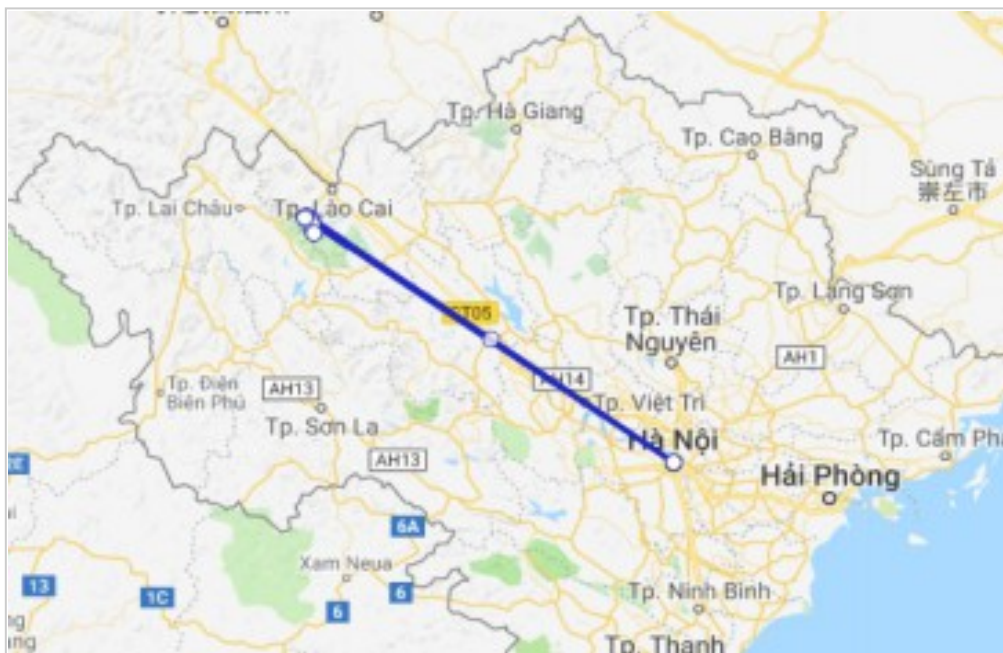 Tp. Hà Giang
Tp. Cao Bằng
Sùng Tả
崇左市
Tp. Lai Châu
Tp. Lào Cai
Tp. Lạng Sơn
CT05
Tp. Thái
Nguyên
AH1
Tp. Điện
Biên Phủ
AH13
AH14
Tp. Việt Trì
Tp. Sơn La
Hà Nội
Tp. Cẩm Phả
AH13
Hải Phòng
6A
Xam Neua
13
1C
6
6
Tp. Ninh Bình
Tp. Thanh